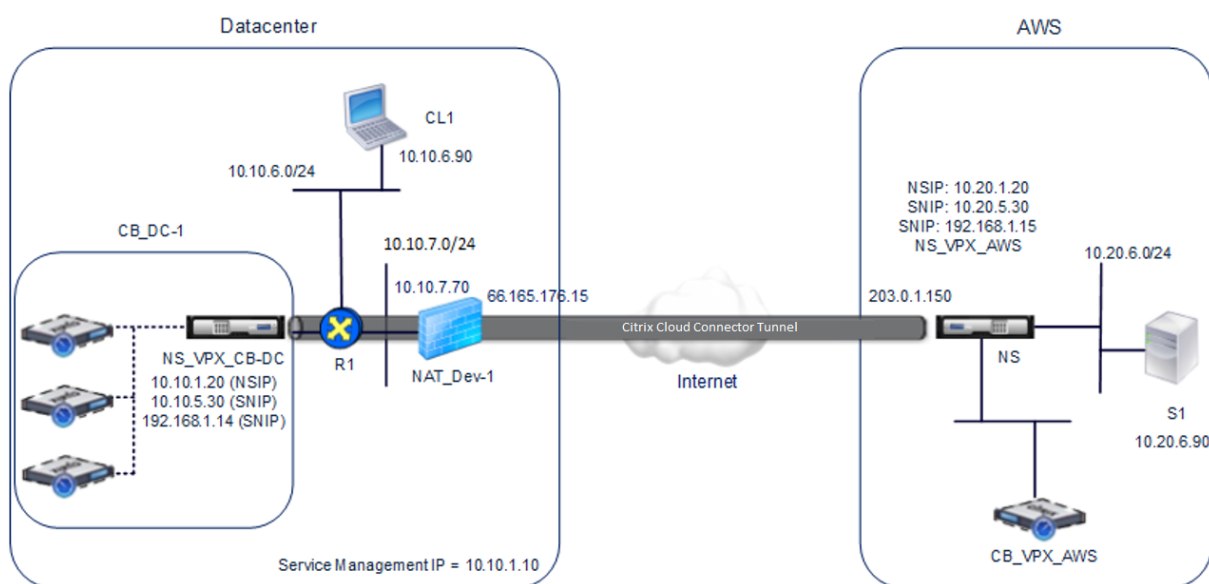 Datacenter
AWS
CL1
10.10.6.90
10.10.6.0/24
CB_DC-1
10.10.7.0/24
10.10.7.70
66.165.176.15
NS_VPX_CB-DC
10.10.1.20 (NSIP)
10.10.5.30 (SNIP)
192.168.1.14 (SNIP)
R1
NAT_Dev-1
Citrix Cloud Connector Tunnel
Internet
NSIP: 10.20.1.20
SNIP: 10.20.5.30
SNIP: 192.168.1.15
NS_VPX_AWS
10.20.6.0/24
203.0.1.150
NS
S1
10.20.6.90
CB_VPX_AWS
Service Management IP = 10.10.1.10